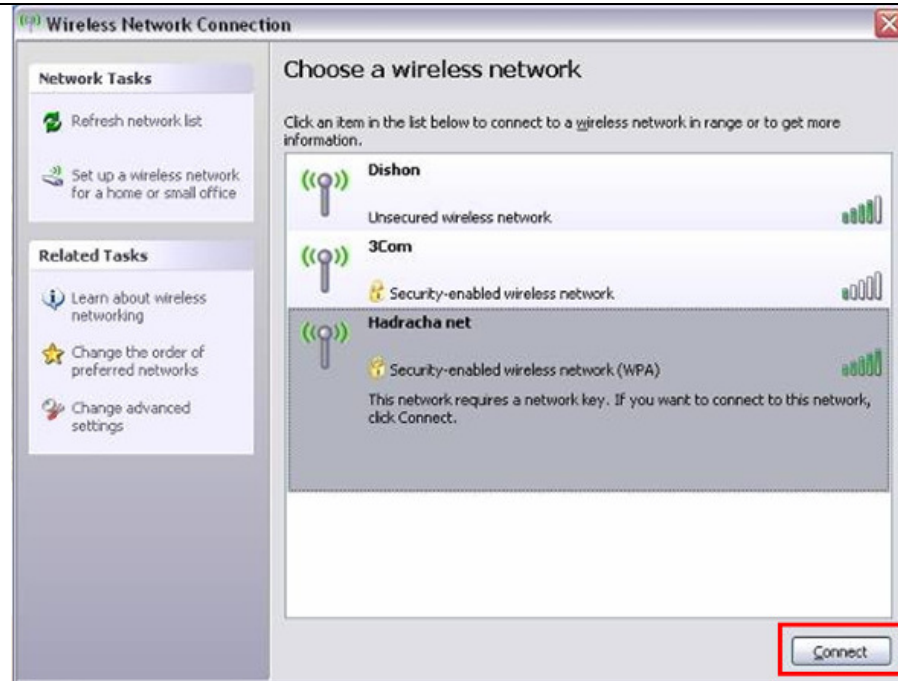 Wireless Network Connection
Network Tasks
Refresh network list
Set up a wireless network
for a home or small office
Related Tasks
Learn about wireless
networking
Change the order of
preferred networks
Change advanced
settings
Choose a wireless network
Click an item in the list below to connect to a wireless network in range or to get more
information.
Dishon
Unsecured wireless network
3Com
Security-enabled wireless network
Hadracha net
Security-enabled wireless network (WPA)
This network requires a network key. If you want to connect to this network,
click Connect.
Connect